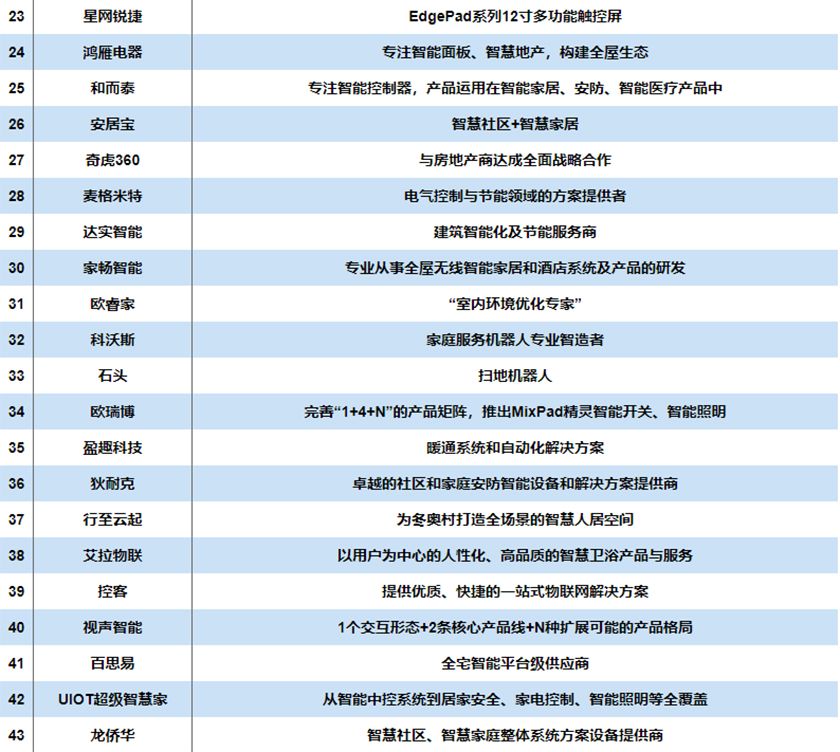 23 星网锐捷 EdgePad系列12寸多功能触控屏
24 鸿雁电器 专注智能面板、智慧地产，构建全屋生态
25 和而泰 专注智能控制器，产品运用在智能家居、安防、智能医疗产品中
26 安居宝 智慧社区+智慧家居
27 奇虎360 与房地产商达成全面战略合作
28 麦格米特 电气控制与节能领域的方案提供者
29 达实智能 建筑智能化及节能服务商
30 家畅智能 专业从事全屋无线智能家居和酒店系统及产品的研发
31 欧睿家 “室内环境优化专家”
32 科沃斯 家庭服务机器人专业智造者
33 石头 扫地机器人
34 欧瑞博 完善“1+4+N”的产品矩阵，推出MixPad精灵智能开关、智能照明
35 盈趣科技 暖通系统和自动化解决方案
36 狄耐克 卓越的社区和家庭安防智能设备和解决方案提供商
37 行至云起 为冬奥村打造全场景的智慧人居空间
38 艾拉物联 以用户为中心的人性化、高品质的智慧卫浴产品与服务
39 控客 提供优质、快捷的一站式物联网解决方案
40 视声智能 1个交互形态+2条核心产品线+N种扩展可能的产品格局
41 百思易 全宅智能平台级供应商
42 UIOT超级智慧家 从智能中控系统到居家安全、家电控制、智能照明等全覆盖
43 龙侨华 智慧社区、智慧家庭整体系统方案设备提供商